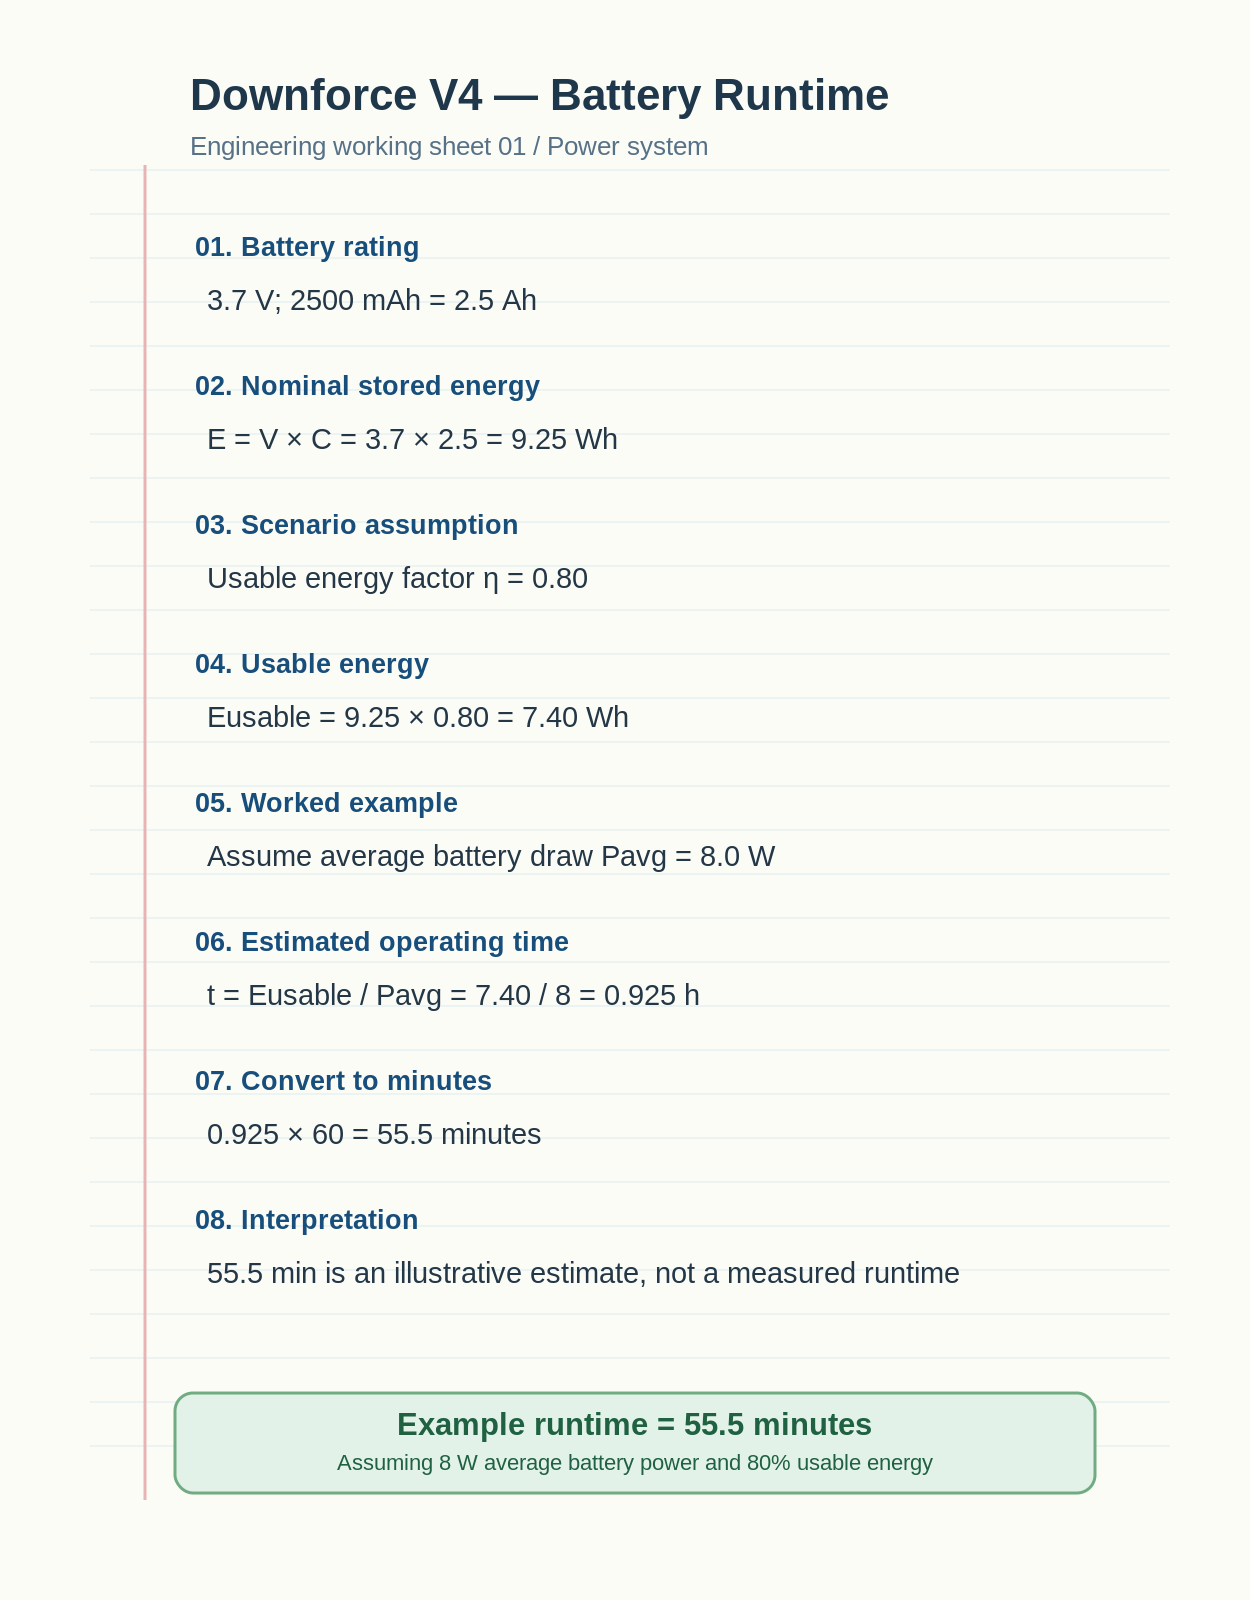 Downforce V4 — Battery Runtime
Engineering working sheet 01 / Power system
01. Battery rating
3.7 V; 2500 mAh = 2.5 Ah
02. Nominal stored energy
E = V × C = 3.7 × 2.5 = 9.25 Wh
03. Scenario assumption
Usable energy factor η = 0.80
04. Usable energy
Eusable = 9.25 × 0.80 = 7.40 Wh
05. Worked example
Assume average battery draw Pavg = 8.0 W
06. Estimated operating time
t = Eusable / Pavg = 7.40 / 8 = 0.925 h
07. Convert to minutes
0.925 × 60 = 55.5 minutes
08. Interpretation
55.5 min is an illustrative estimate, not a measured runtime
Example runtime = 55.5 minutes
Assuming 8 W average battery power and 80% usable energy